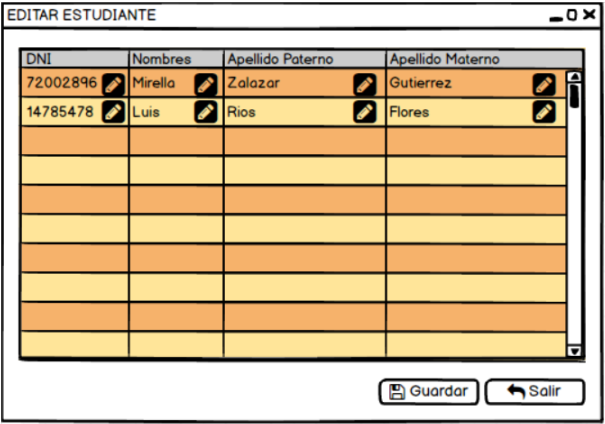 EDITAR ESTUDIANTE
DNI Nombres Apellido Paterno Apellido Materno
72002896 Mirella Zalazar Gutierrez
14785478 Luis Rios Flores
Guardar Salir